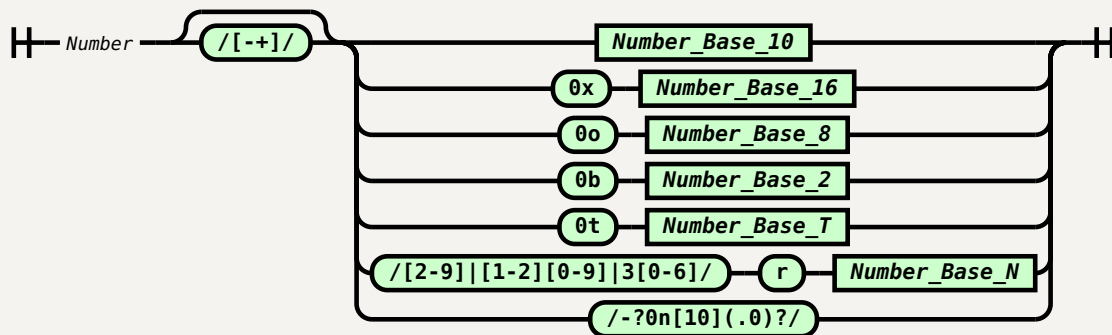 Number /[-+]/ Number_Base_10
0x Number_Base_16
0o Number_Base_8
0b Number_Base_2
0t Number_Base_T
/[2-9]|[1-2][0-9]|3[0-6]/ r Number_Base_N
/-?0n[10](.0)?/